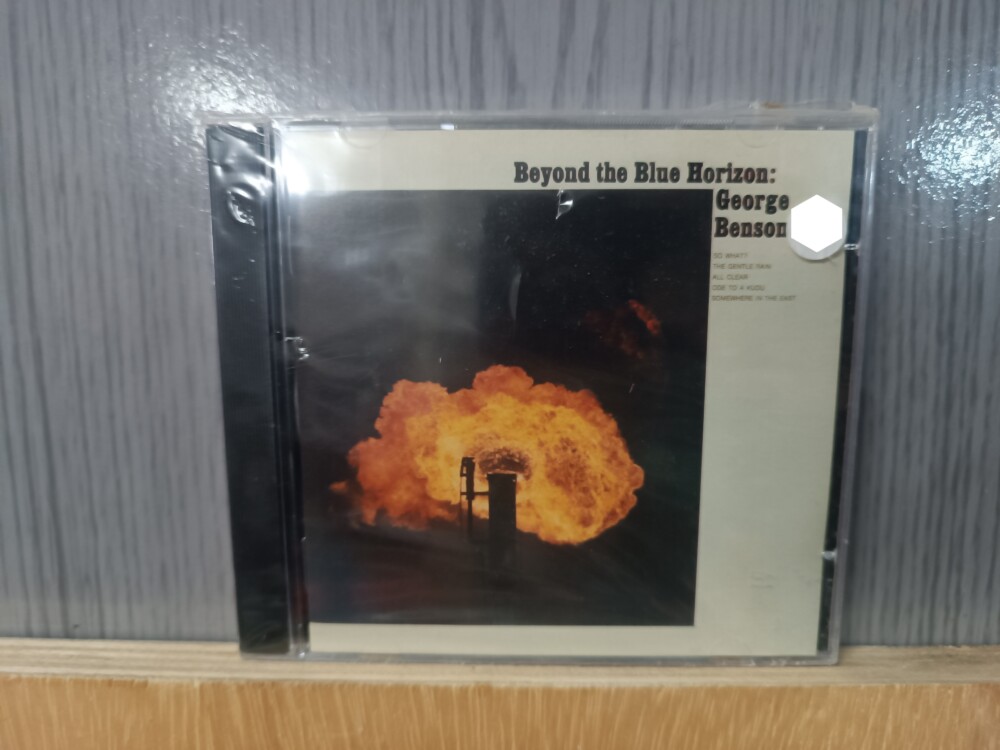 Beyond the Blue Horizon:
George
Benson
SO WHAT?
THE GENTLE RAIN
ALL CLEAR
ODE TO A KUDU
SOMEWHERE IN THE EAST